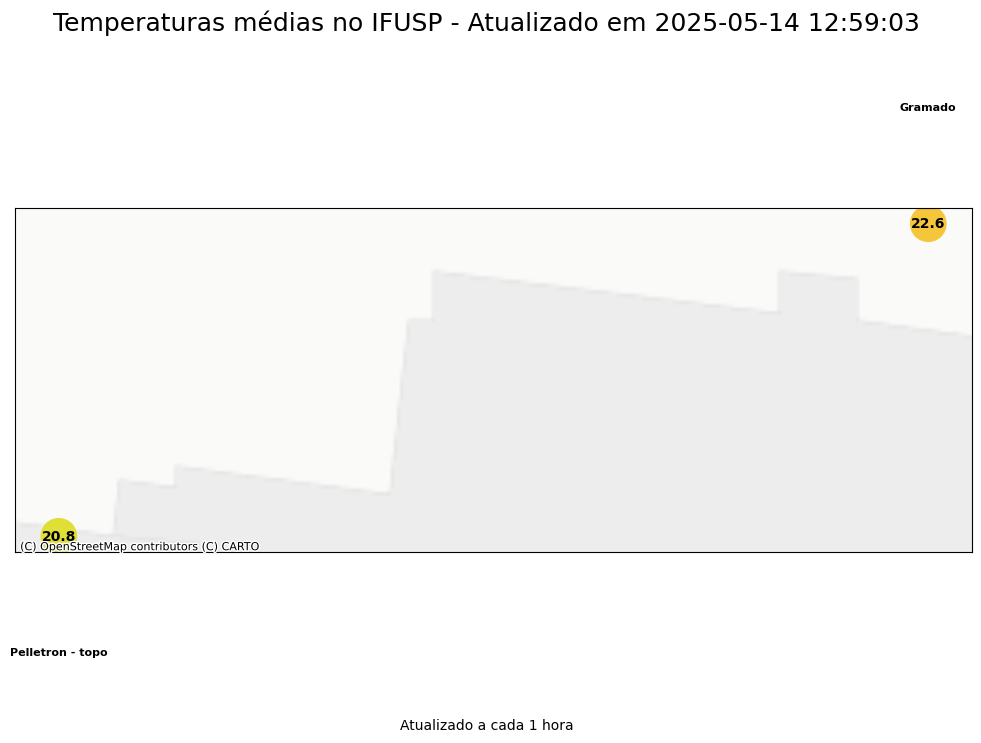 Temperaturas médias no IFUSP - Atualizado em 2025-05-14 12:59:03
Gramado
22.6
20.8
(C) OpenStreetMap contributors (C) CARTO
Pelletron - topo
Atualizado a cada 1 hora